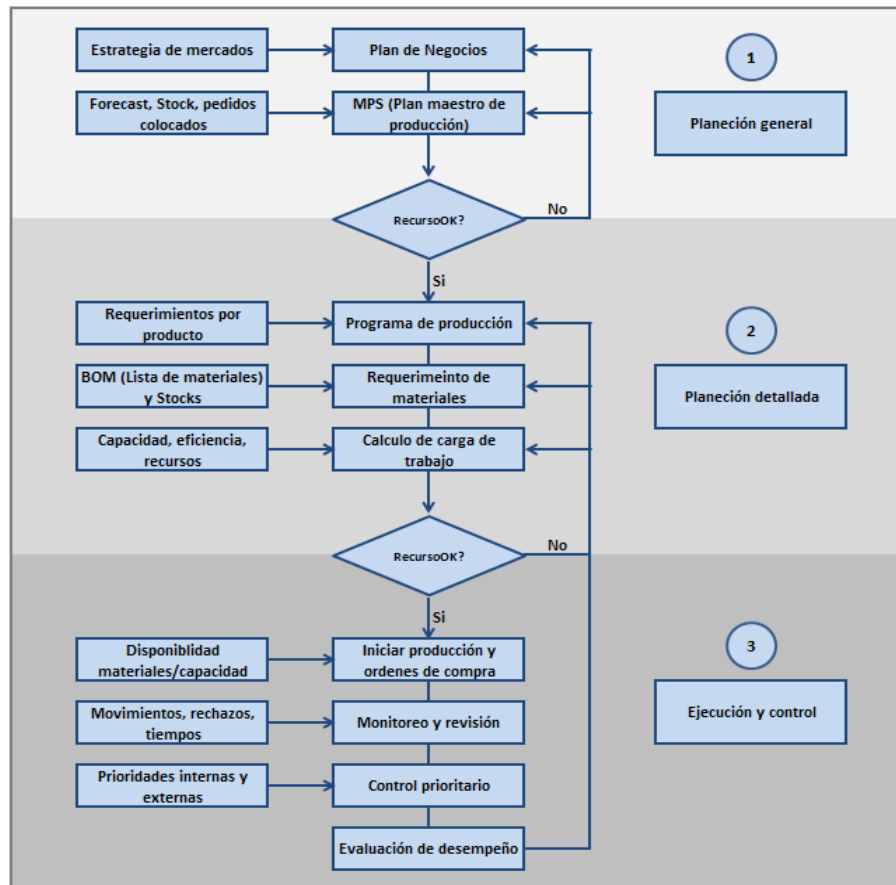 Estrategia de mercados
Plan de Negocios
1
Forecast, Stock, pedidos
colocados
MPS (Plan maestro de
producción)
Planeción general
RecursoOK?
No
Si
Requerimientos por
producto
Programa de producción
2
BOM (Lista de materiales)
y Stocks
Requerimeinto de
materiales
Planeción detallada
Capacidad, eficiencia,
recursos
Calculo de carga de
trabajo
RecursoOK?
No
Si
Disponiblidad
materiales/capacidad
Iniciar producción y
ordenes de compra
3
Movimientos, rechazos,
tiempos
Monitoreo y revisión
Ejecución y control
Prioridades internas y
externas
Control prioritario
Evaluación de desempeño